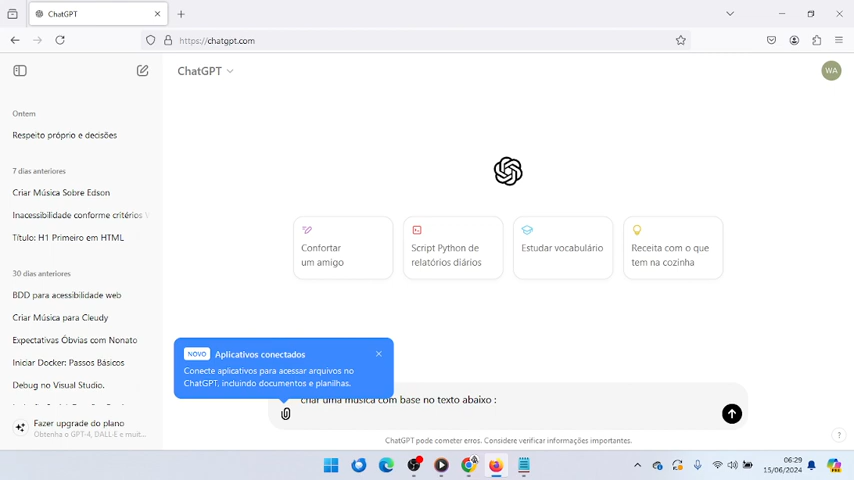 ChatGPT
https://chatgpt.com
ChatGPT
WA
Ontem
Respeito próprio e decisões
7 dias anteriores
Criar Música Sobre Edson
Inacessibilidade conforme critérios
Título: H1 Primeiro em HTML
30 dias anteriores
BDD para acessibilidade web
Criar Música para Cleudy
Expectativas Óbvias com Nonato
Iniciar Docker: Passos Básicos
Debug no Visual Studio.
Fazer upgrade do plano
Obtenha o GPT-4, DALL·E e muit...
Confortar
um amigo
Script Python de
relatórios diários
Estudar vocabulário
Receita com o que
tem na cozinha
NOVO Aplicativos conectados
Conecte aplicativos para acessar arquivos no
ChatGPT, incluindo documentos e planilhas.
criar uma música com base no texto abaixo :
ChatGPT pode cometer erros. Considere verificar informações importantes.
?
06:29
15/06/2024